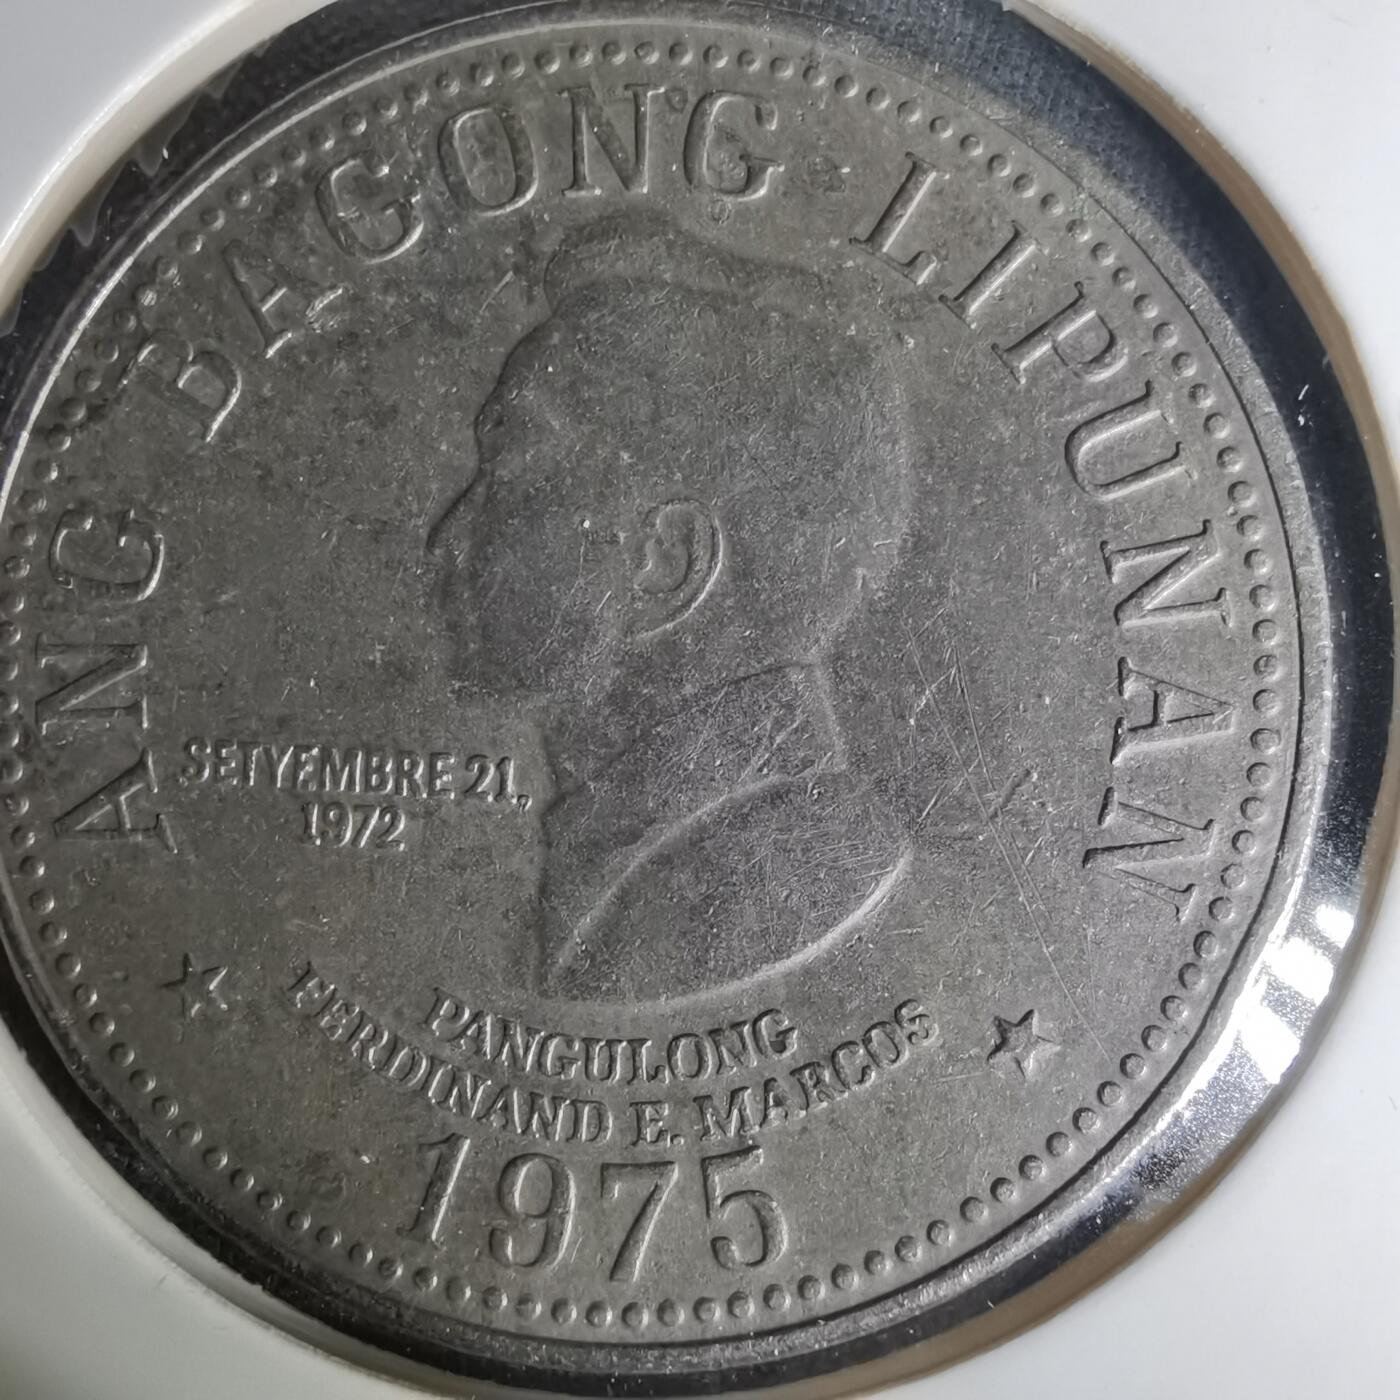 ANG BAGONG LIPUNAN
SETYEMBRE 21,
1972
PANGULONG
FERDINAND E. MARCOS
1975